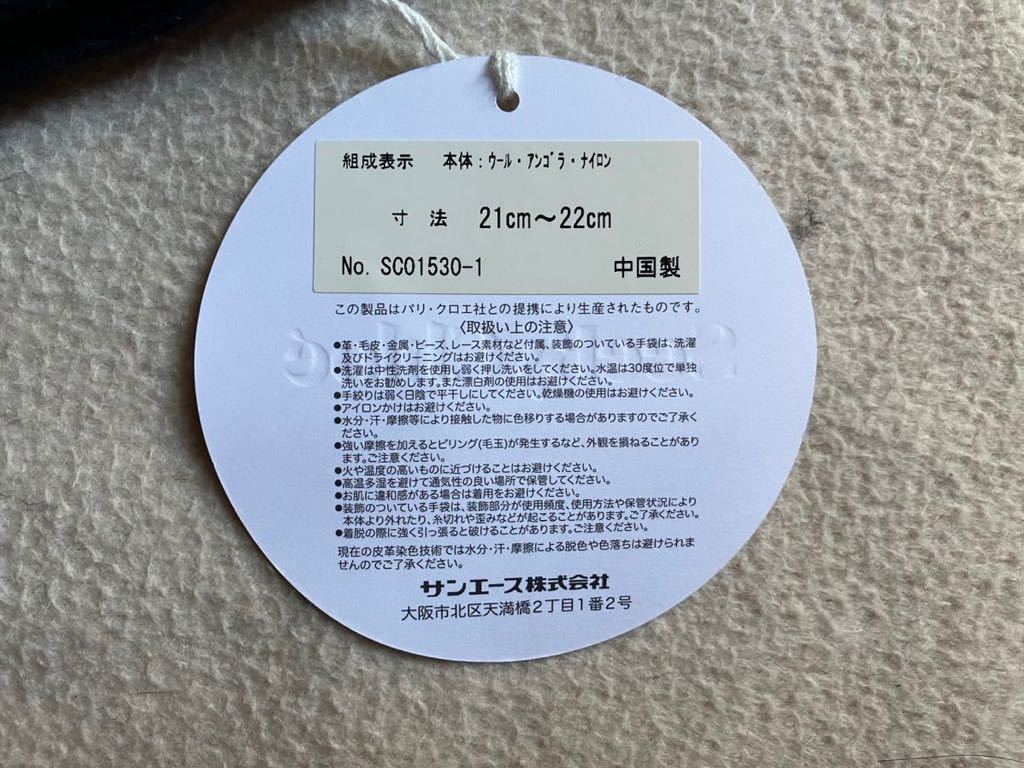 組成表示　本体：ウール・アンゴラ・ナイロン
寸　法　21cm～22cm
No. SC01530-1　中国製
この製品はパリ・クロエ社との提携により生産されたものです。
〈取扱い上の注意〉
●革・毛皮・金属・ビーズ、レース素材など付属、装飾のついている手袋は、洗濯
及びドライクリーニングはお避けください。
●洗濯は中性洗剤を使用し弱く押し洗いをしてください。水温は30度位で単独
洗いをお勧めします。また漂白剤の使用はお避けください。
●手絞りは弱く日陰で平干しにしてください。乾燥機の使用はお避けください。
●アイロンかけはお避けください。
●水分・汗・摩擦等により接触した物に色移りする場合がありますのでご了承く
ださい。
●強い摩擦を加えるとピリング(毛玉)が発生するなど、外観を損ねることがあり
ます。ご注意ください。
●火や温度の高いものに近づけることはお避けください。
●高温多湿を避けて通気性の良い場所で保管してください。
●お肌に違和感がある場合は着用をお避けください。
●装飾のついている手袋は、装飾部分が使用頻度、使用方法や保管状況により
本体より外れたり、糸切れや歪みなどが起こることがあります。ご了承ください。
●着脱の際に強く引っ張ると破けることがあります。ご注意ください。
現在の皮革染色技術では水分・汗・摩擦による脱色や色落ちは避けられま
せんのでご了承ください。
サンエース株式会社
大阪市北区天満橋2丁目1番2号